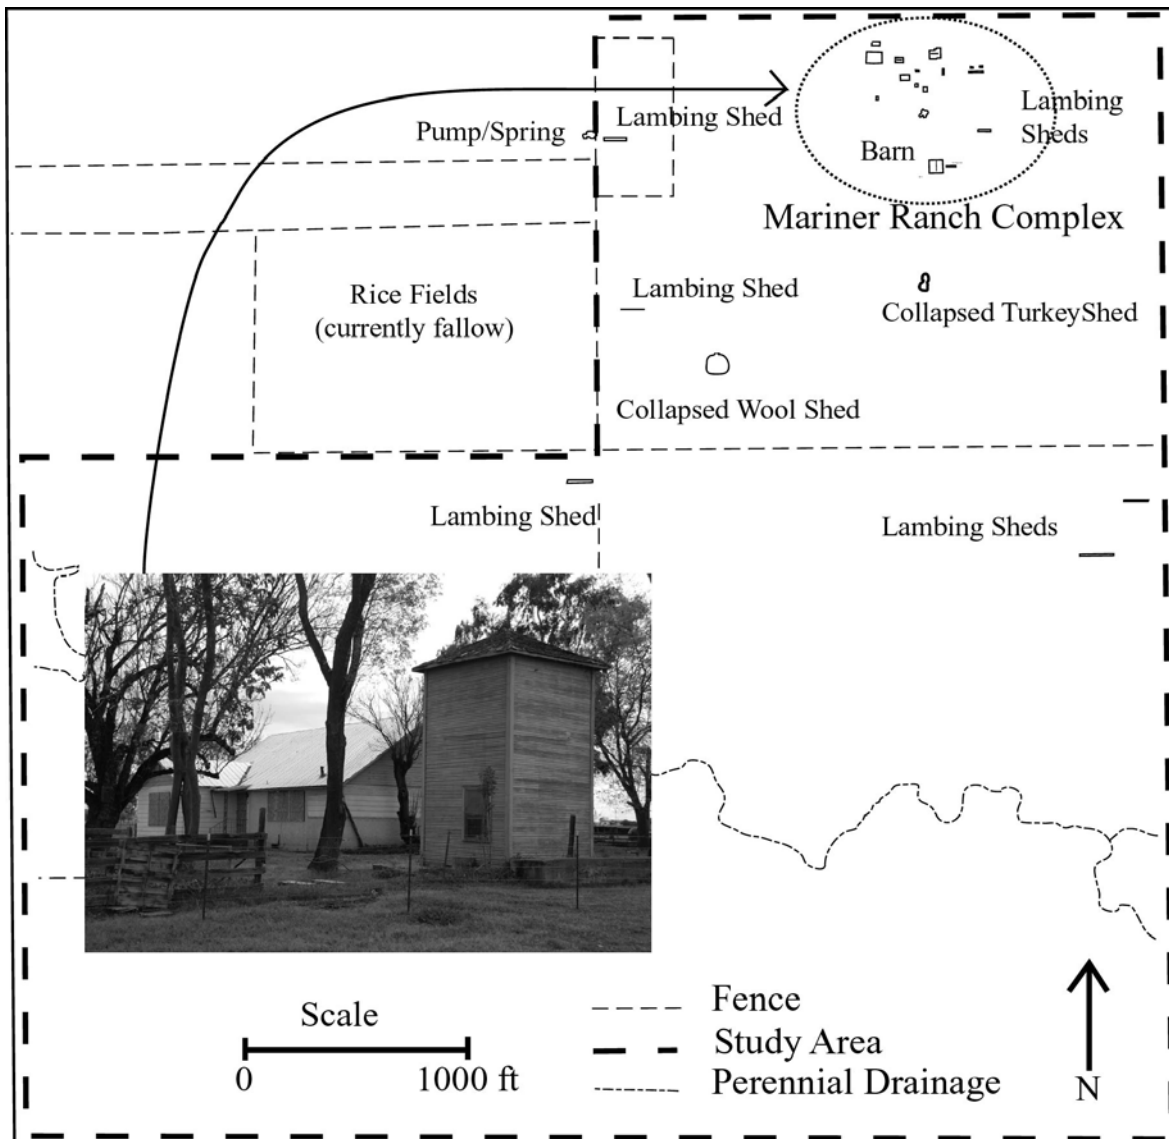 Pump/Spring
Lambing Shed
Lambing
Sheds
Barn
Mariner Ranch Complex
Rice Fields
(currently fallow)
Lambing Shed
Collapsed TurkeyShed
Collapsed Wool Shed
Lambing Shed
Lambing Sheds
Scale
0
1000 ft
Fence
Study Area
Perennial Drainage
N